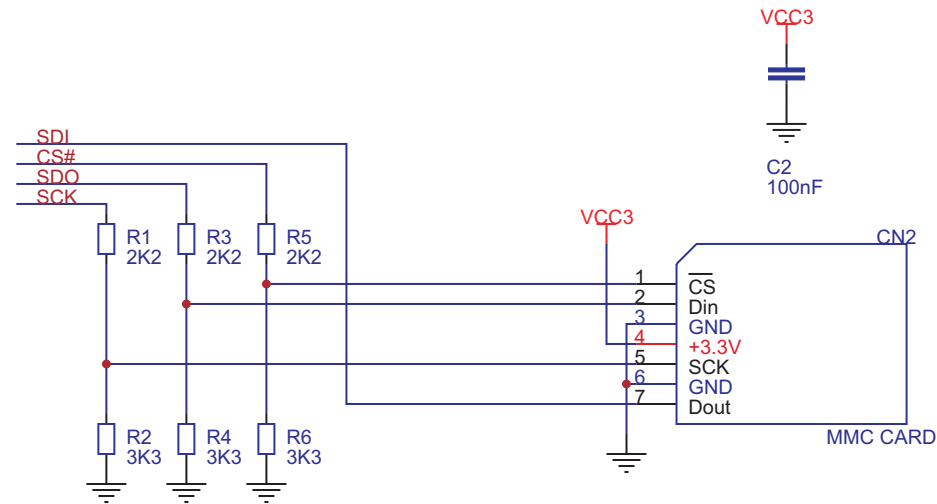 VCC3
C2
100nF
SDI
CS#
SDO
SCK
R1
2K2
R3
2K2
R5
2K2
R2
3K3
R4
3K3
R6
3K3
VCC3
CN2
1 CS
2 Din
3 GND
4 +3.3V
5 SCK
6 GND
7 Dout
MMC CARD